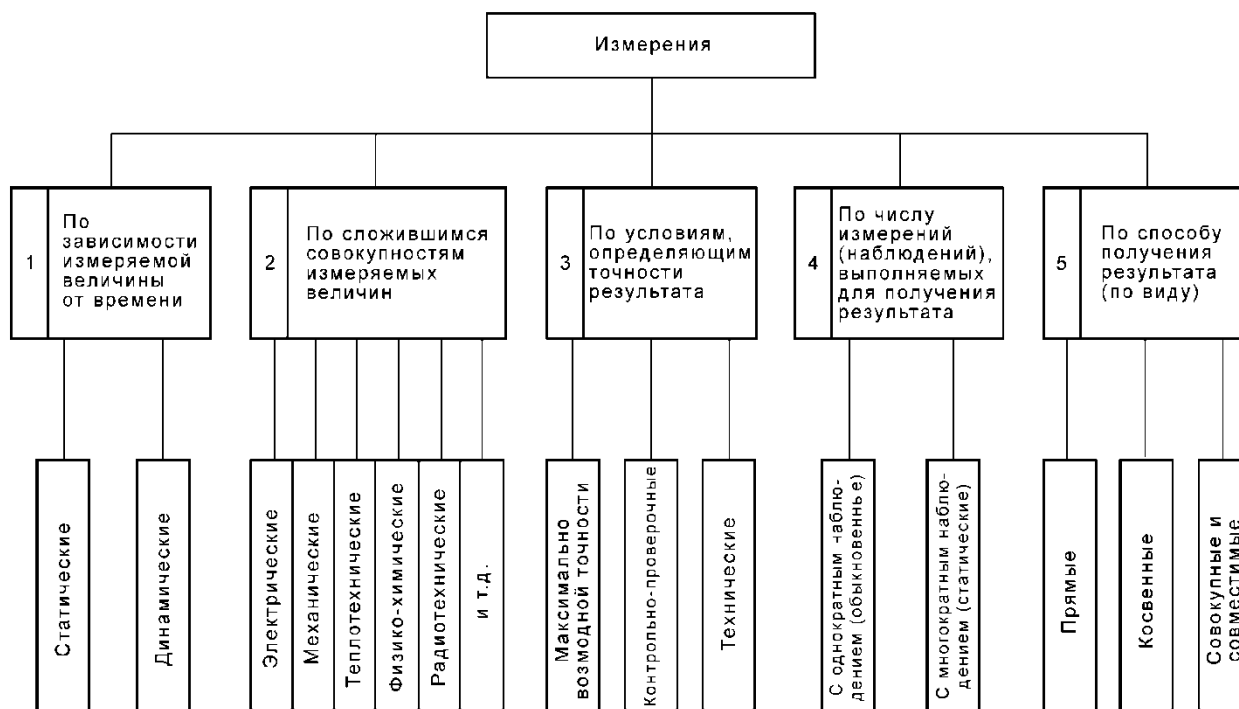 Измерения
1
По
зависимости
измеряемой
величины
от времени
2
По сложившимся
совокупностям
измеряемых
величин
3
По условиям,
определяющим
точности
результата
4
По числу
измерений
(наблюдений),
выполняемых
для получения
результата
5
По способу
получения
результата
(по виду)
Статические
Динамические
Электрические
Механические
Теплотехнические
Физико-химические
Радиотехнические
и т.д.
Максимально
возмодной точности
Контрольно-проверочные
Технические
С однократным наблю-
дением (обыкновенные)
С многократным наблю-
дением (статические)
Прямые
Косвенные
Совокупные и
совместимые